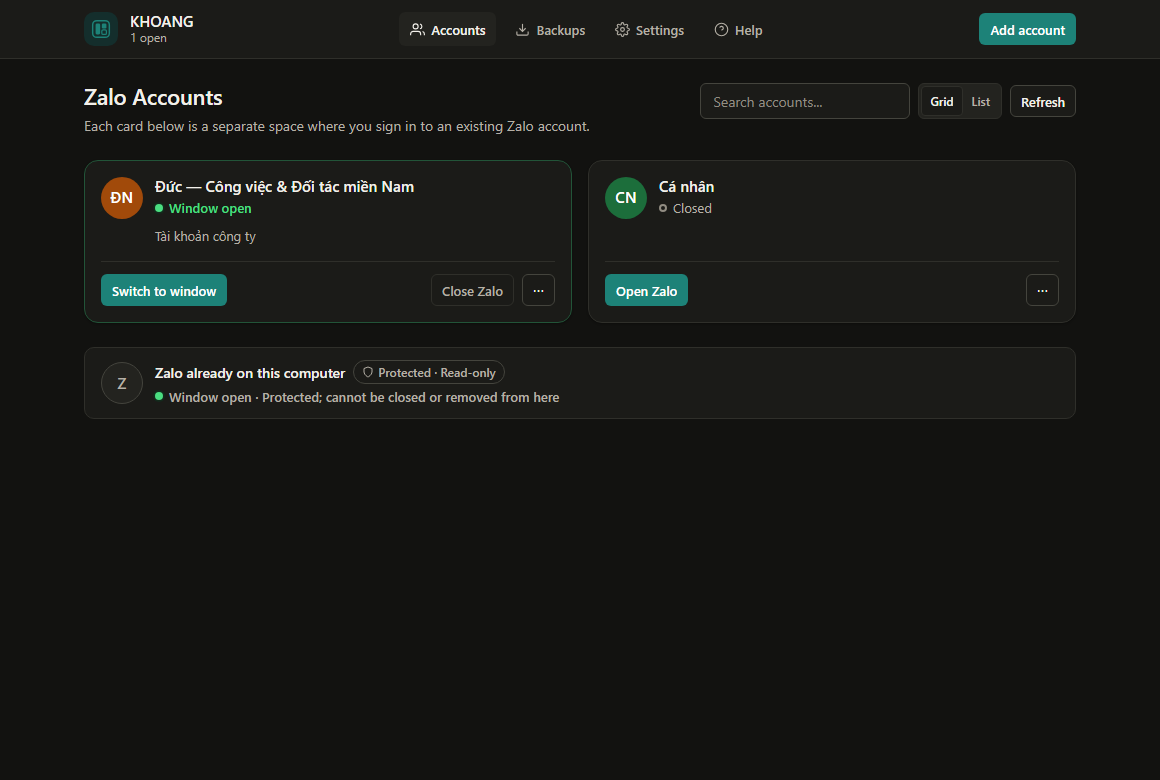 KHOANG
1 open
Accounts
Backups
Settings
Help
Add account
Zalo Accounts
Each card below is a separate space where you sign in to an existing Zalo account.
Search accounts...
Grid
List
Refresh
ĐN
Đức — Công việc & Đối tác miền Nam
Window open
Tài khoản công ty
Switch to window
Close Zalo
...
CN
Cá nhân
Closed
Open Zalo
...
Z
Zalo already on this computer
Protected · Read-only
Window open · Protected; cannot be closed or removed from here